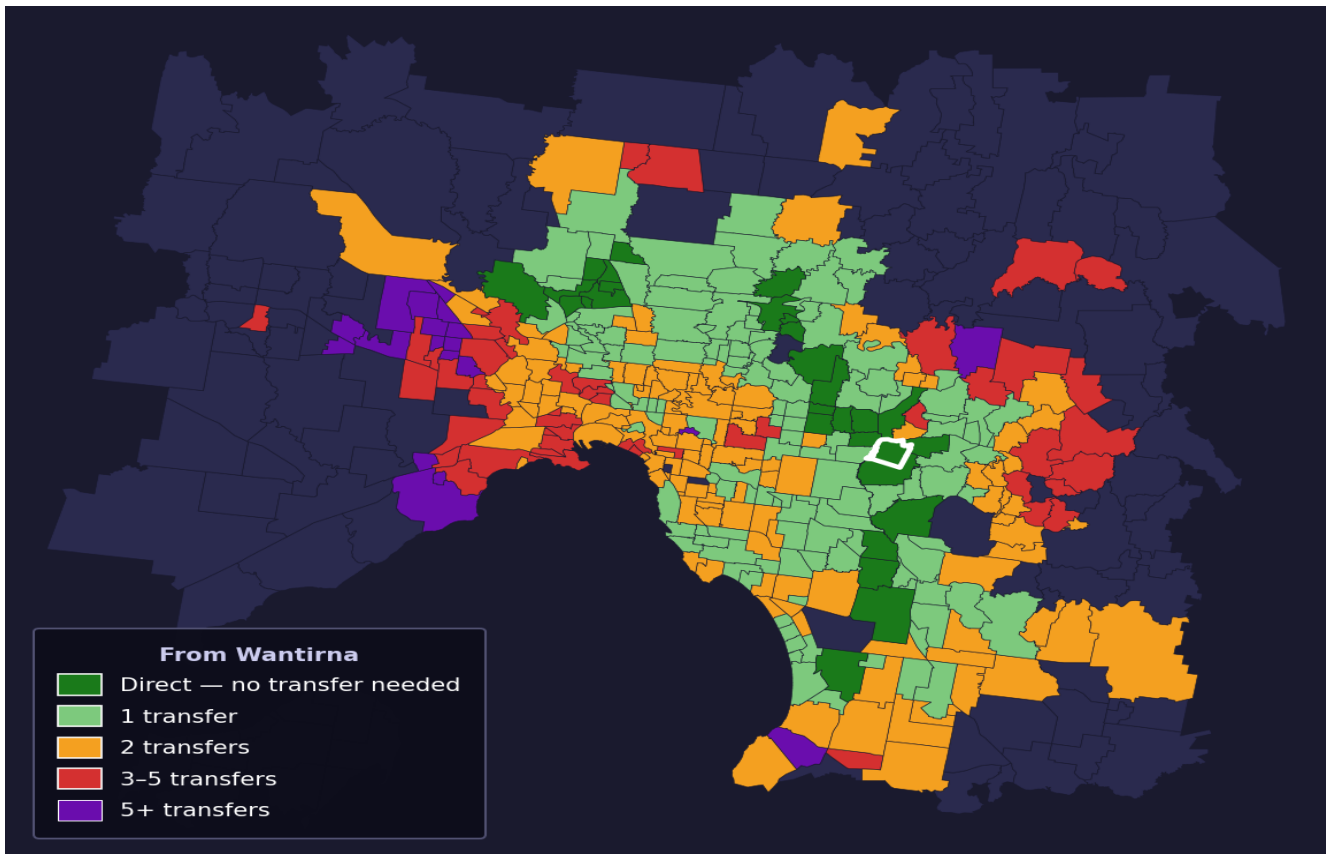 From Wantirna
Direct — no transfer needed
1 transfer
2 transfers
3–5 transfers
5+ transfers